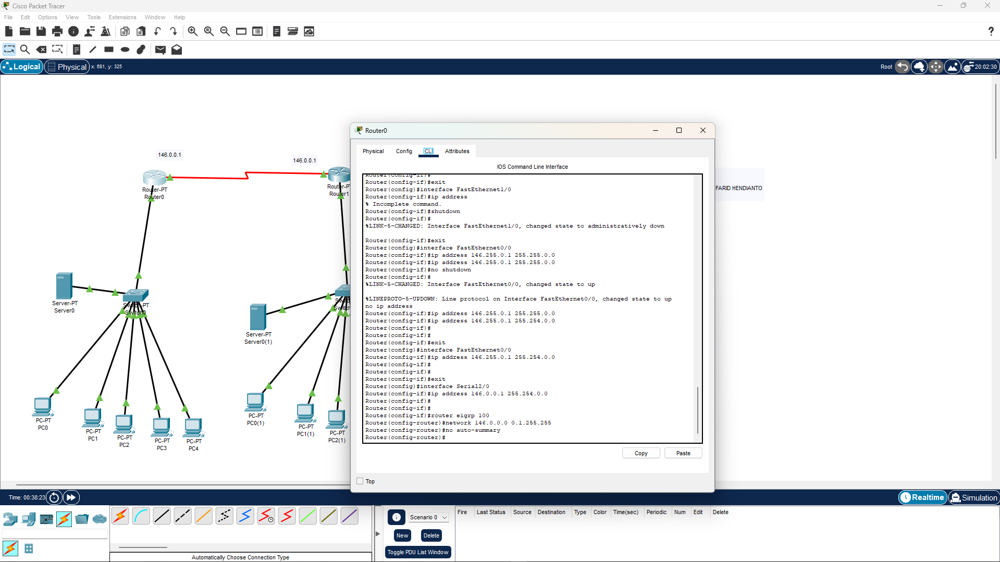 Cisco Packet Tracer
File Edit Options View Tools Extensions Window Help
?
Logical Physical x: 681, y: 325 Root 20:02:30
146.0.0.1
146.0.0.1
Router-PT
Router0
Router-P
Router1
Server-PT
Server0
Switch-PT
Switch0
Server-PT
Server0(1)
Switc
Switch
PC-PT
PC0
PC-PT
PC1
PC-PT
PC2
PC-PT
PC3
PC-PT
PC4
PC-PT
PC0(1)
PC-PT
PC1(1)
PC-PT
PC2(1)
FARID HENDIANTO
Router0
Physical Config CLI Attributes
IOS Command Line Interface
Router(config-if)#
Router(config-if)#exit
Router(config)#interface FastEthernet1/0
Router(config-if)#ip address
% Incomplete command.
Router(config-if)#shutdown
Router(config-if)#
%LINK-5-CHANGED: Interface FastEthernet1/0, changed state to administratively down
Router(config-if)#exit
Router(config)#interface FastEthernet0/0
Router(config-if)#ip address 146.255.0.1 255.255.0.0
Router(config-if)#ip address 146.255.0.1 255.255.0.0
Router(config-if)#no shutdown
Router(config-if)#
%LINK-5-CHANGED: Interface FastEthernet0/0, changed state to up
%LINEPROTO-5-UPDOWN: Line protocol on Interface FastEthernet0/0, changed state to up
no ip address
Router(config-if)#ip address 146.255.0.1 255.255.0.0
Router(config-if)#ip address 146.255.0.1 255.254.0.0
Router(config-if)#
Router(config-if)#
Router(config-if)#exit
Router(config)#interface FastEthernet0/0
Router(config-if)#ip address 146.255.0.1 255.254.0.0
Router(config-if)#
Router(config-if)#
Router(config-if)#exit
Router(config)#interface Serial2/0
Router(config-if)#ip address 146.0.0.1 255.254.0.0
Router(config-if)#
Router(config-if)#
Router(config-if)#router eigrp 100
Router(config-router)#network 146.0.0.0 0.1.255.255
Router(config-router)#no auto-summary
Router(config-router)#
Copy Paste
Top
Time: 00:38:23 Realtime Simulation
Scenario 0
New Delete
Toggle PDU List Window
Fire Last Status Source Destination Type Color Time(sec) Periodic Num Edit Delete
Automatically Choose Connection Type